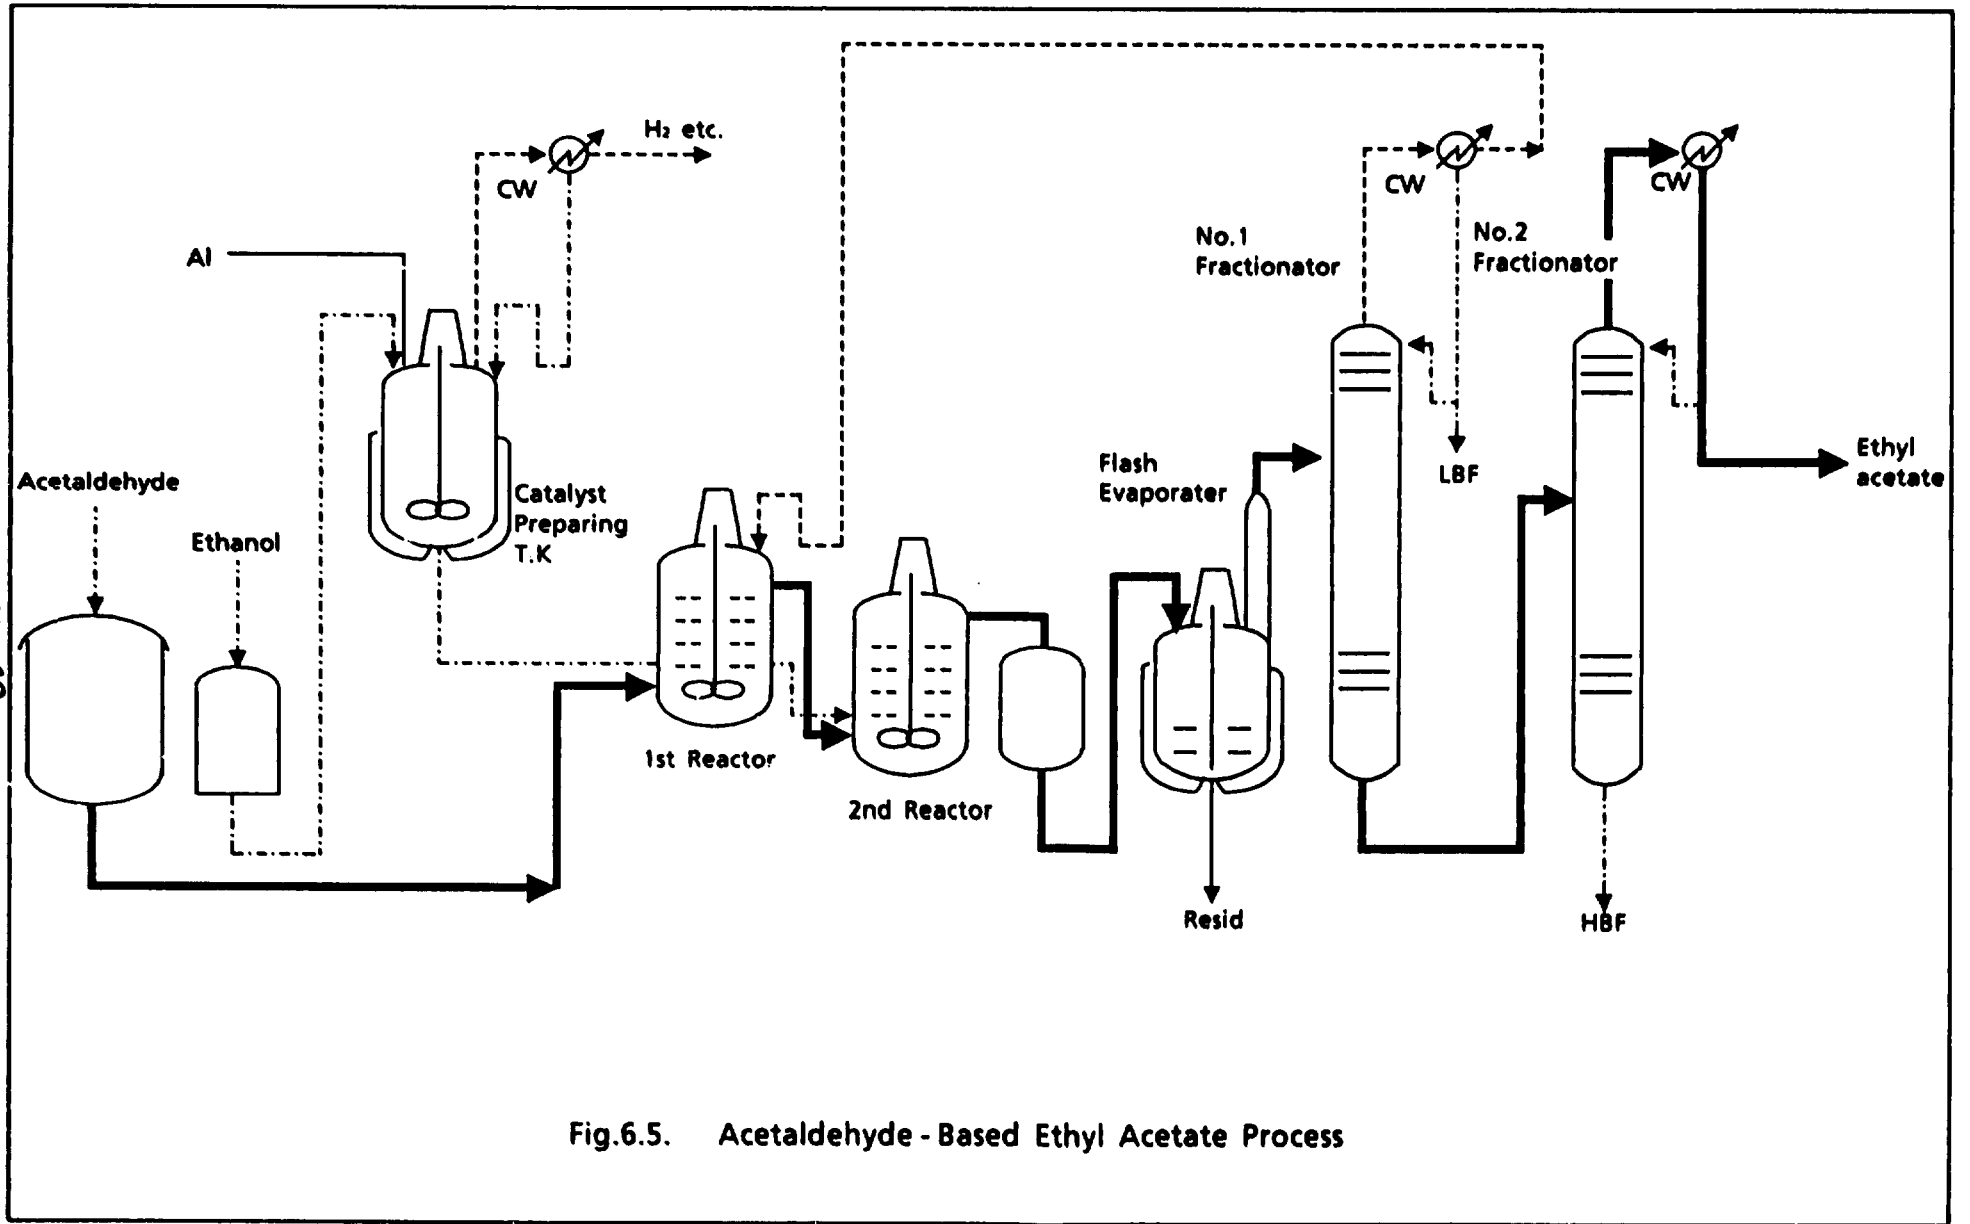 H₂ etc.
CW
CW
CW
Al
No.1
Fractionator
No.2
Fractionator
Acetaldehyde
Ethanol
Catalyst
Preparing
T.K
Flash
Evaporater
LBF
Ethyl
acetate
1st Reactor
2nd Reactor
Resid
HBF
Fig.6.5. Acetaldehyde - Based Ethyl Acetate Process